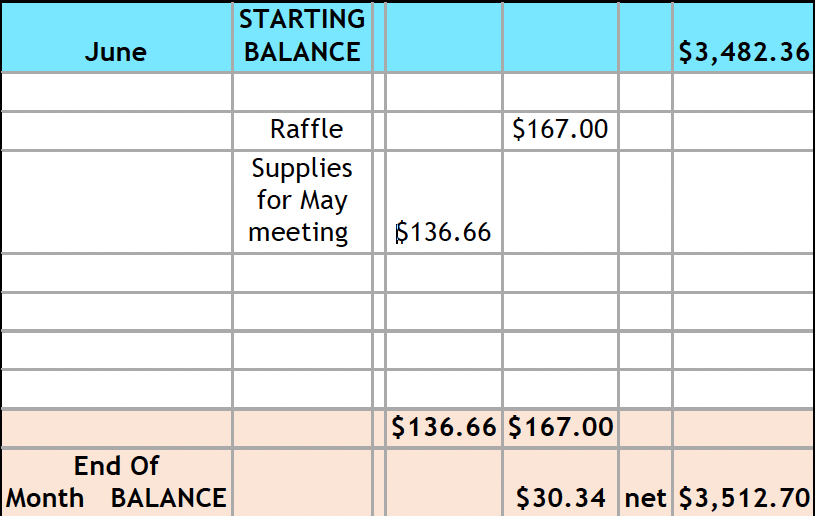 STARTING
June BALANCE $3,482.36
Raffle $167.00
Supplies
for May
meeting $136.66
$136.66 $167.00
End Of
Month BALANCE $30.34 net $3,512.70